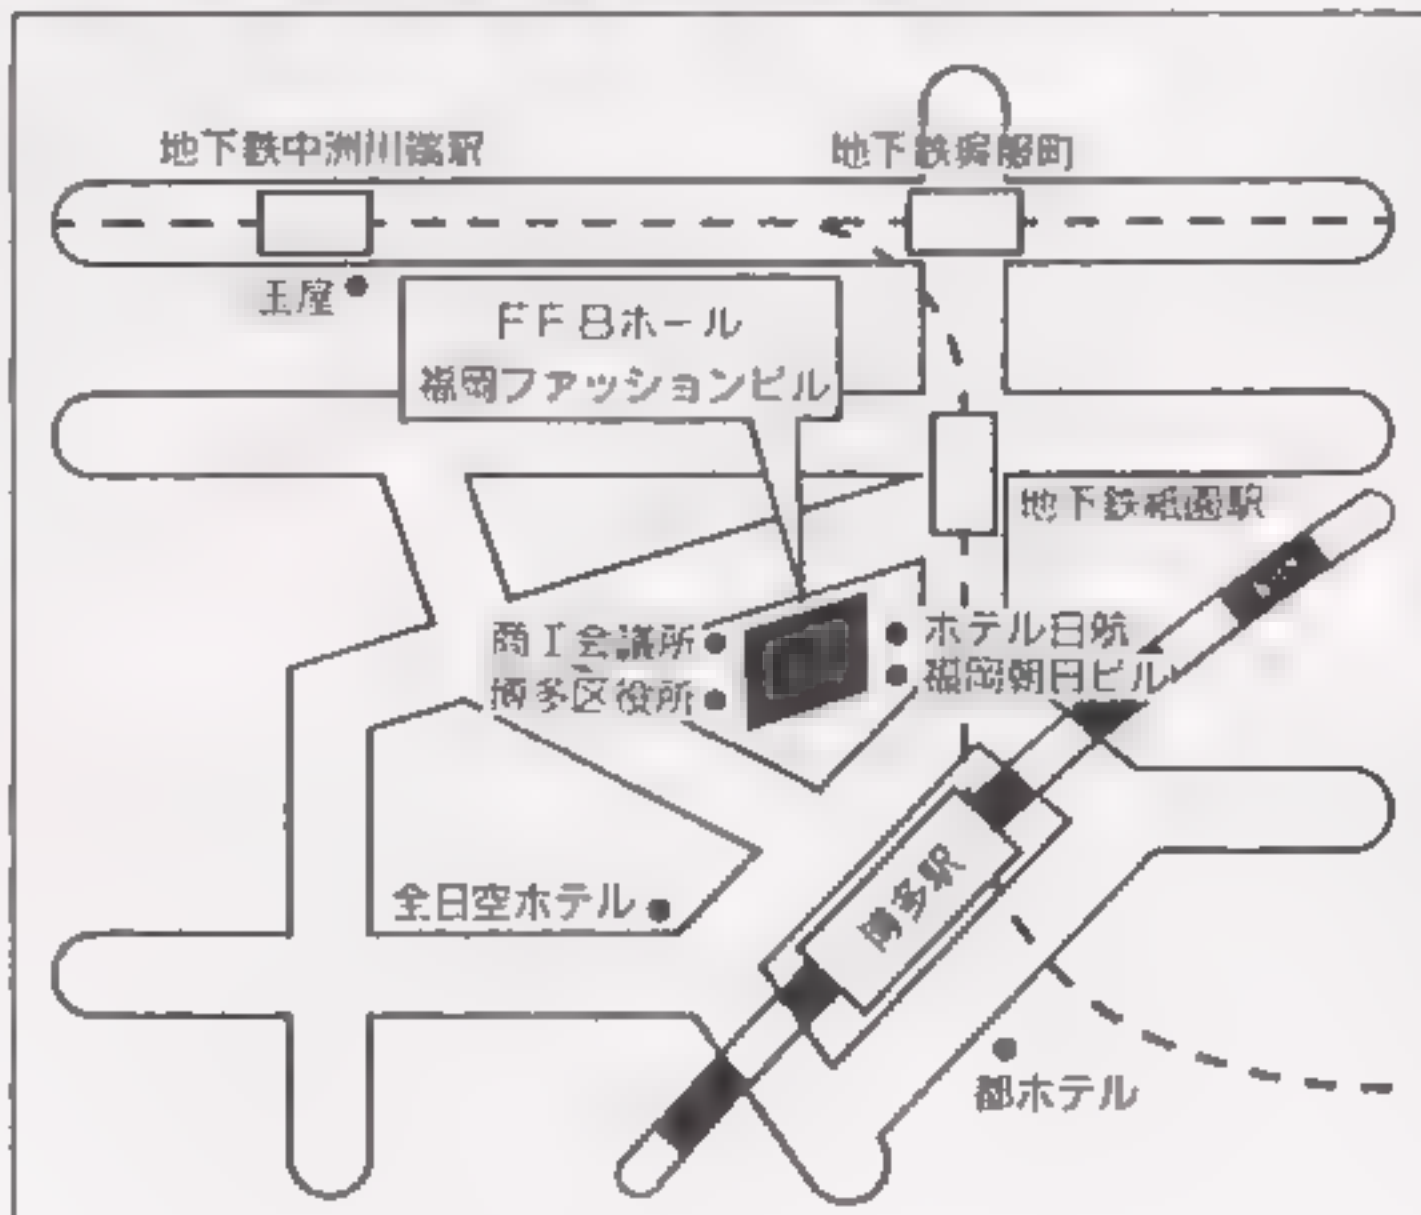 地下鉄中洲川端駅
地下鉄呉服町
玉屋
FFBホール
福岡ファッションビル
地下鉄祇園駅
商工会議所
博多区役所
ホテル日航
福岡朝日ビル
博多駅
全日空ホテル
都ホテル